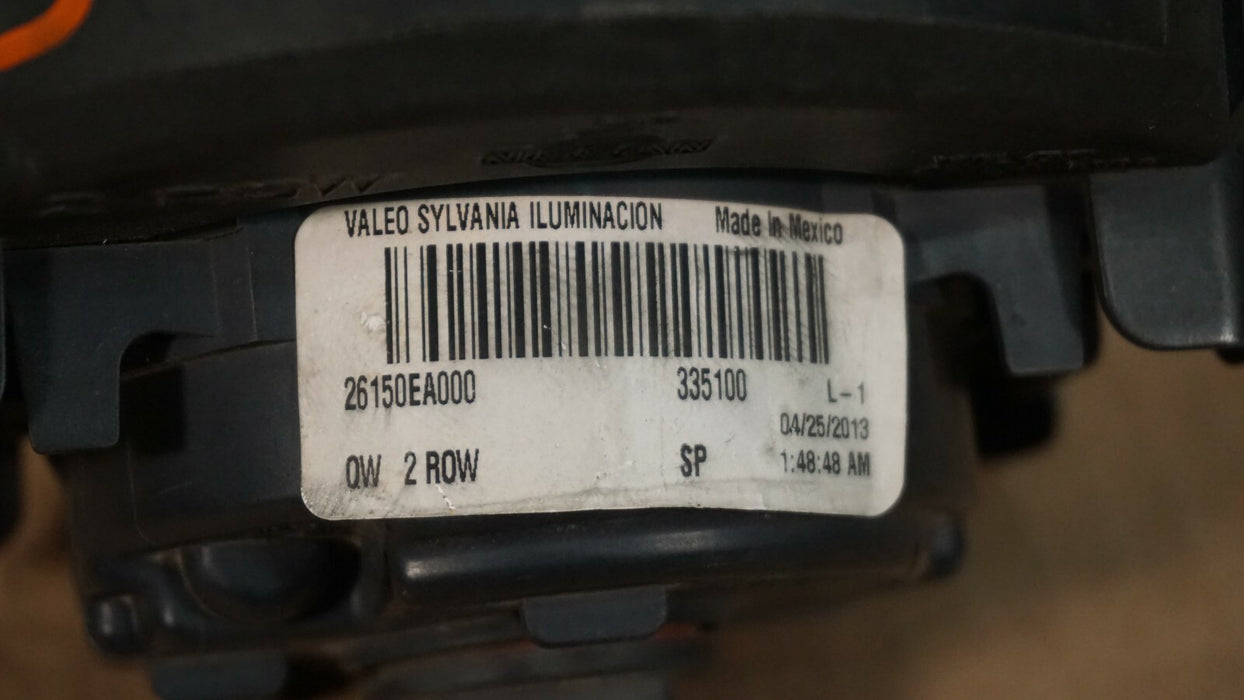 NISSAN
VALEO SYLVANIA ILUMINACION Made In Mexico
26150EA000 335100 L-1
04/25/2013
QW 2 ROW SP 1:48:48 AM